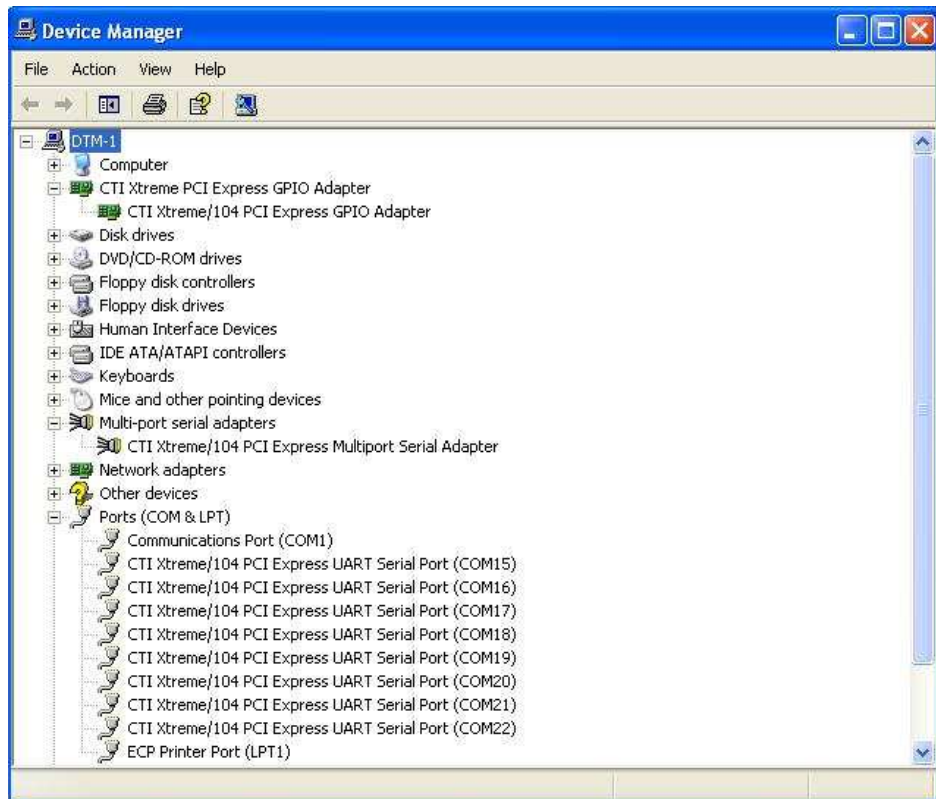 Device Manager
File Action View Help
DTM-1
Computer
CTI Xtreme PCI Express GPIO Adapter
CTI Xtreme/104 PCI Express GPIO Adapter
Disk drives
DVD/CD-ROM drives
Floppy disk controllers
Floppy disk drives
Human Interface Devices
IDE ATA/ATAPI controllers
Keyboards
Mice and other pointing devices
Multi-port serial adapters
CTI Xtreme/104 PCI Express Multiport Serial Adapter
Network adapters
Other devices
Ports (COM & LPT)
Communications Port (COM1)
CTI Xtreme/104 PCI Express UART Serial Port (COM15)
CTI Xtreme/104 PCI Express UART Serial Port (COM16)
CTI Xtreme/104 PCI Express UART Serial Port (COM17)
CTI Xtreme/104 PCI Express UART Serial Port (COM18)
CTI Xtreme/104 PCI Express UART Serial Port (COM19)
CTI Xtreme/104 PCI Express UART Serial Port (COM20)
CTI Xtreme/104 PCI Express UART Serial Port (COM21)
CTI Xtreme/104 PCI Express UART Serial Port (COM22)
ECP Printer Port (LPT1)